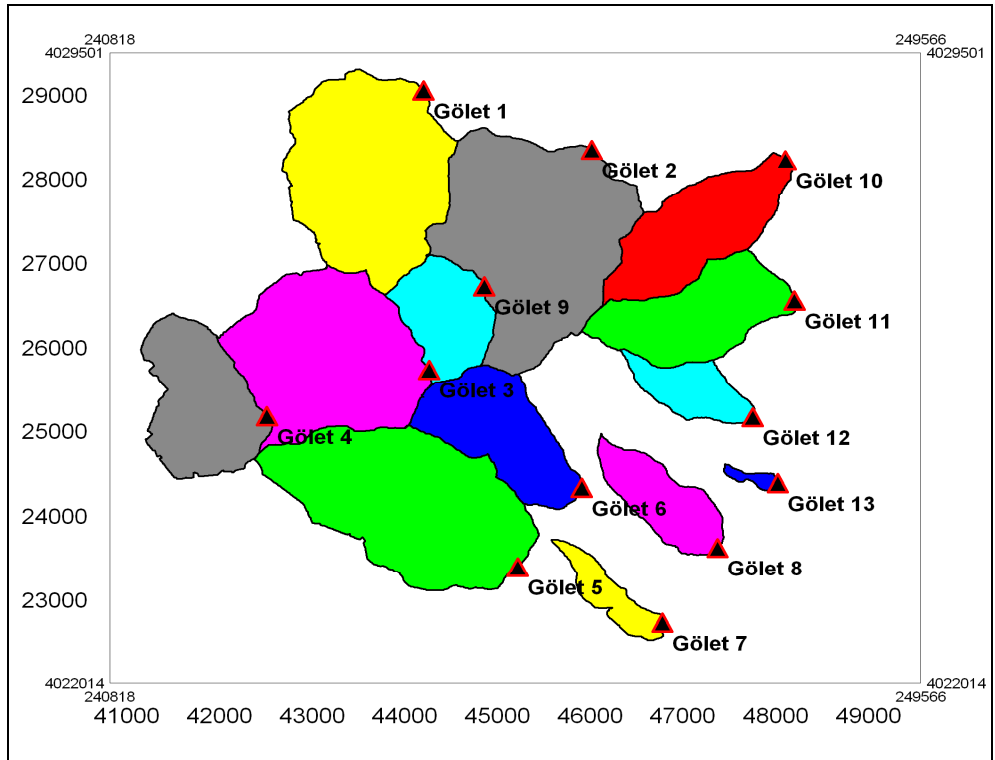 240818 249566
4029501 4029501
29000
Gölet 1
28000
Gölet 2
Gölet 10
27000
Gölet 9
Gölet 11
26000
Gölet 3
25000
Gölet 4
Gölet 12
24000
Gölet 6
Gölet 13
Gölet 8
23000
Gölet 5
Gölet 7
4022014 4022014
240818 249566
41000 42000 43000 44000 45000 46000 47000 48000 49000